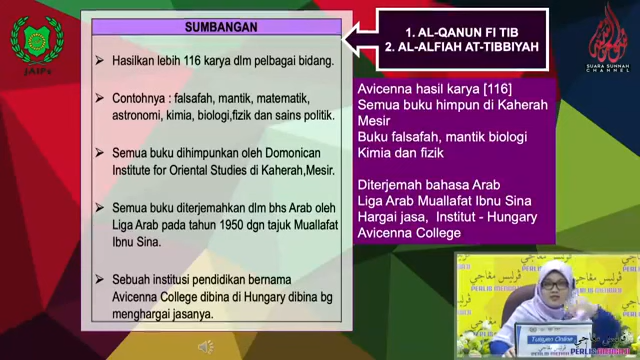 SUMBANGAN
Hasilkan lebih 116 karya dlm pelbagai bidang.
Contohnya : falsafah, mantik, matematik,
astronomi, kimia, biologi,fizik dan sains politik.
Semua buku dihimpunkan oleh Domonican
Institute for Oriental Studies di Kaherah,Mesir.
Semua buku diterjemahkan dlm bhs Arab oleh
Liga Arab pada tahun 1950 dgn tajuk Muallafat
Ibnu Sina.
Sebuah institusi pendidikan bernama
Avicenna College dibina di Hungary dibina bg
menghargai jasanya.
1. AL-QANUN FI TIB
2. AL-ALFIAH AT-TIBBIYAH
Avicenna hasil karya [116]
Semua buku himpun di Kaherah
Mesir
Buku falsafah, mantik biologi
Kimia dan fizik
Diterjemah bahasa Arab
Liga Arab Muallafat Ibnu Sina
Hargai jasa, Institut - Hungary
Avicenna College
JAIPs
SUARA SUNNAH
CHANNEL
Tuisyen Online